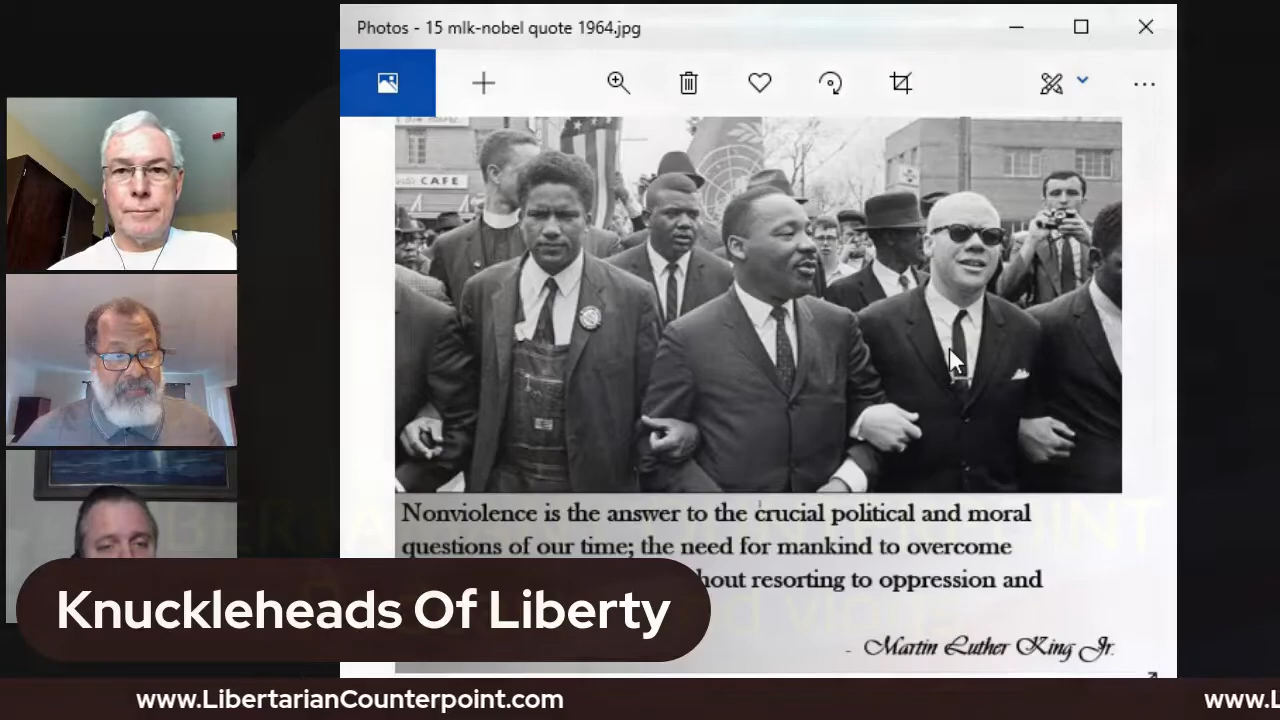 Photos - 15 mlk-nobel quote 1964.jpg
CAFE
Nonviolence is the answer to the crucial political and moral
questions of our time; the need for mankind to overcome
hout resorting to oppression and
- Martin Luther King Jr.
Knuckleheads Of Liberty
www.LibertarianCounterpoint.com
www.L